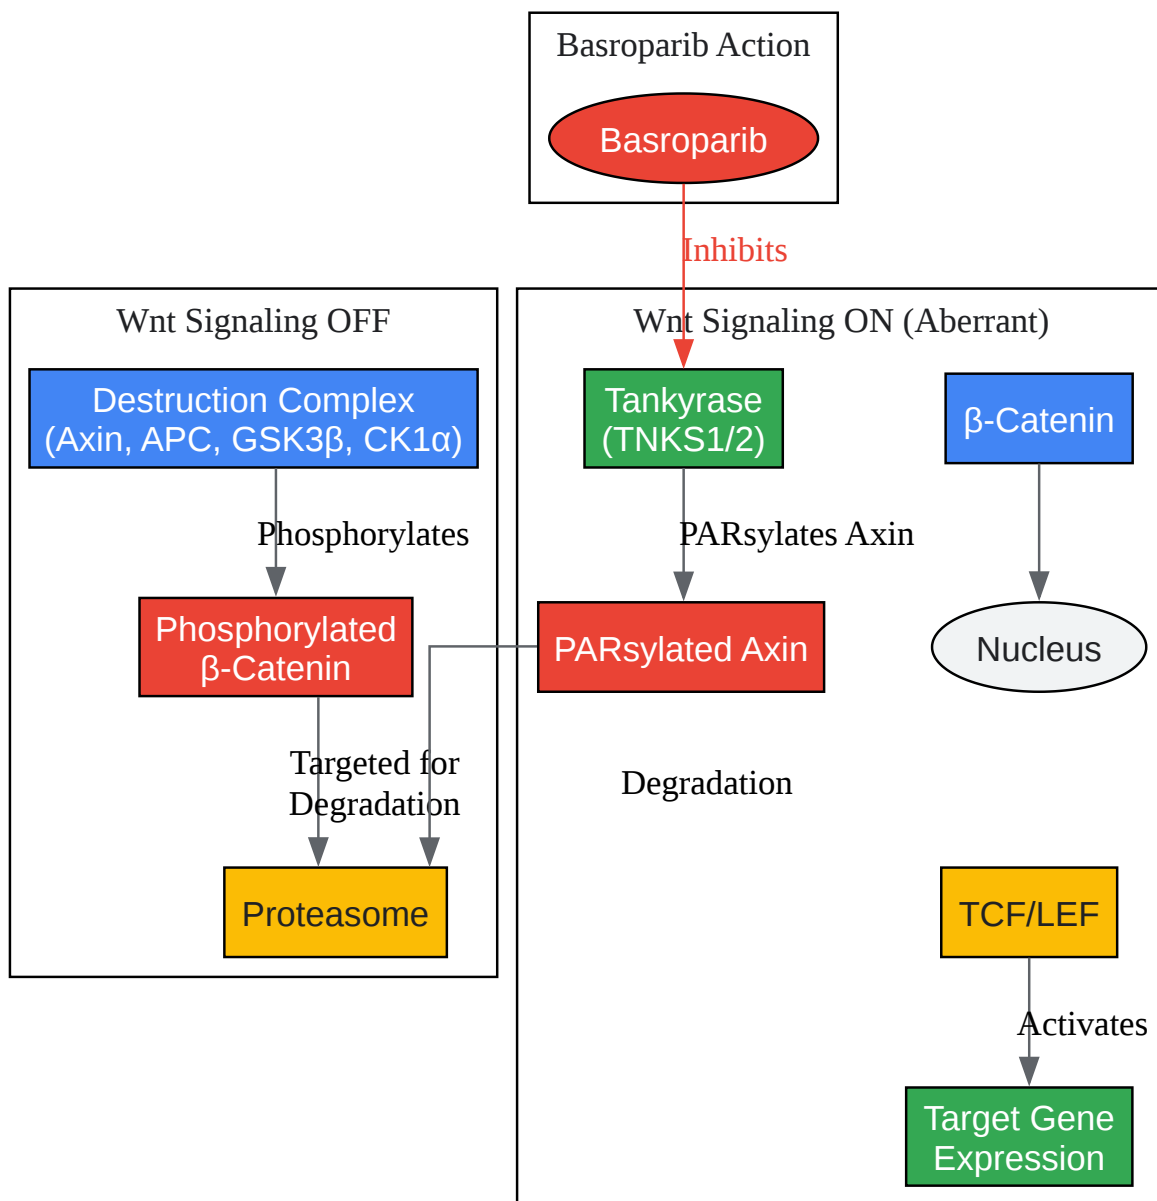 Basroparib Action
Basroparib
Inhibits
Wnt Signaling OFF
Wnt Signaling ON (Aberrant)
Destruction Complex
(Axin, APC, GSK3β, CK1α)
Tankyrase
(TNKS1/2)
β-Catenin
Phosphorylates
PARsylates Axin
Phosphorylated
β-Catenin
PARsylated Axin
Nucleus
Targeted for
Degradation
Degradation
Proteasome
TCF/LEF
Activates
Target Gene
Expression